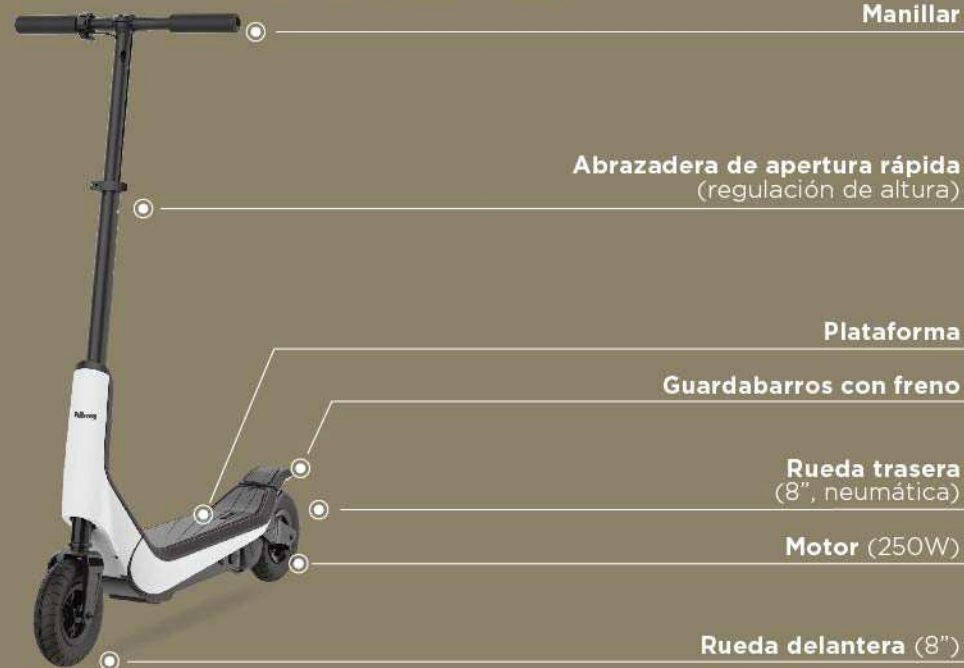 Manillar
Abrazadera de apertura rápida
(regulación de altura)
Plataforma
Guardabarros con freno
Rueda trasera
(8”, neumática)
Motor (250W)
Rueda delantera (8”)